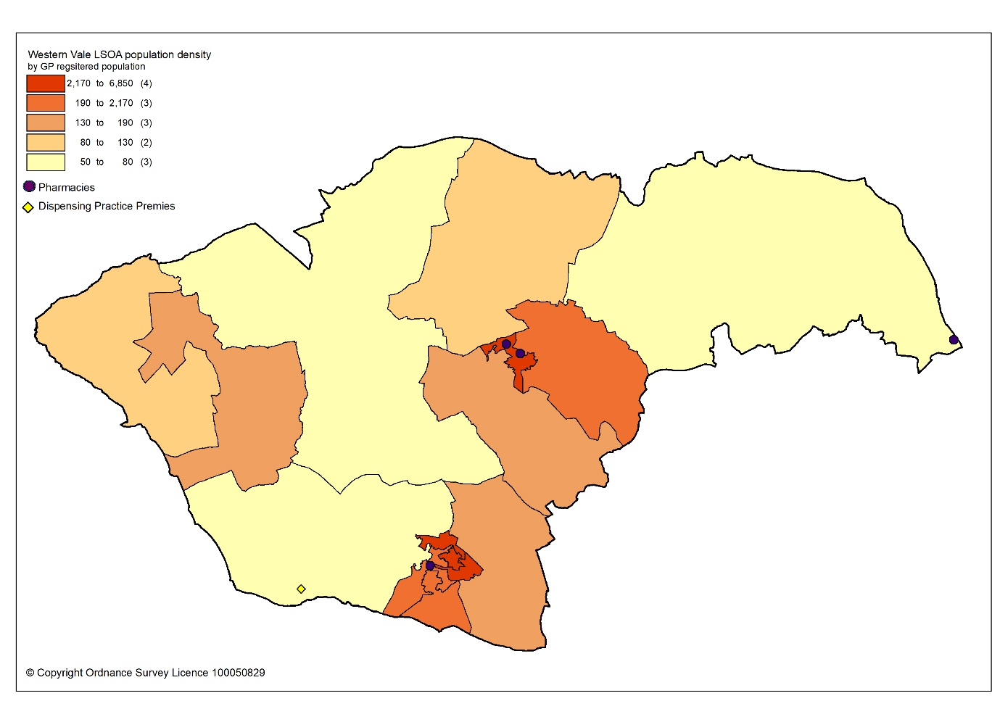 Western Vale LSOA population density
by GP regsitered population
2,170 to 6,850 (4)
190 to 2,170 (3)
130 to 190 (3)
80 to 130 (2)
50 to 80 (3)
Pharmacies
Dispensing Practice Premies
© Copyright Ordnance Survey Licence 100050829